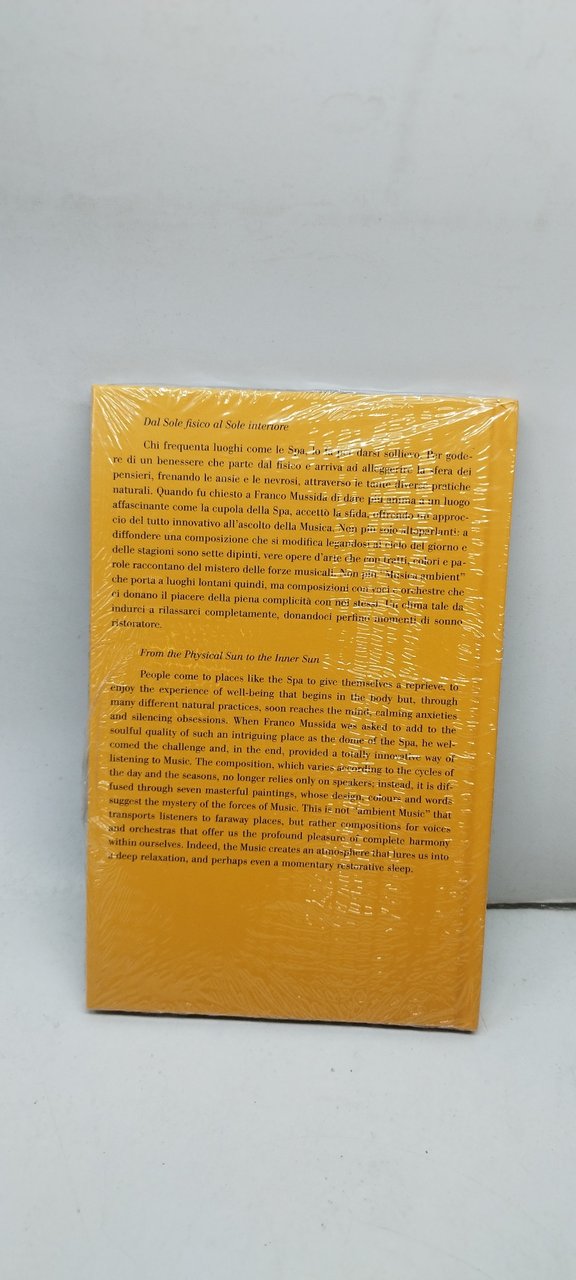 Dal Sole fisico al Sole interiore
Chi frequenta luoghi come le Spa, lo fa per darsi sollievo. Per gode-
re di un benessere che parte dal fisico e arriva ad alleggerire la sfera dei
pensieri, frenando le ansie e le nevrosi, attraverso le tante diverse pratiche
naturali. Quando fu chiesto a Franco Mussida di dare più anima a un luogo
affascinante come la cupola della Spa, accettò la sfida, offrendo un approc-
cio del tutto innovativo all'ascolto della Musica. Non più solo altoparlanti: a
diffondere una composizione che si modifica legandosi al ciclo del giorno e
delle stagioni sono sette dipinti, vere opere d'arte che con tratti, colori e pa-
role raccontano del mistero delle forze musicali. Non più "Musica ambient"
che porta a luoghi lontani quindi, ma composizioni con voci e orchestre che
ci donano il piacere della piena complicità con noi stessi. Un clima tale da
indurci a rilassarci completamente, donandoci perfino momenti di sonno
ristoratore.
From the Physical Sun to the Inner Sun
People come to places like the Spa to give themselves a reprieve, to
enjoy the experience of well-being that begins in the body but, through
many different natural practices, soon reaches the mind, calming anxieties
and silencing obsessions. When Franco Mussida was asked to add to the
soulful quality of such an intriguing place as the dome of the Spa, he wel-
comed the challenge and, in the end, provided a totally innovative way of
listening to Music. The composition, which varies according to the cycles of
the day and the seasons, no longer relies only on speakers; instead, it is dif-
fused through seven masterful paintings, whose design, colours and words
suggest the mystery of the forces of Music. This is not "ambient Music" that
transports listeners to faraway places, but rather compositions for voices
and orchestras that offer us the profound pleasure of complete harmony
within ourselves. Indeed, the Music creates an atmosphere that lures us into
a deep relaxation, and perhaps even a momentary restorative sleep.